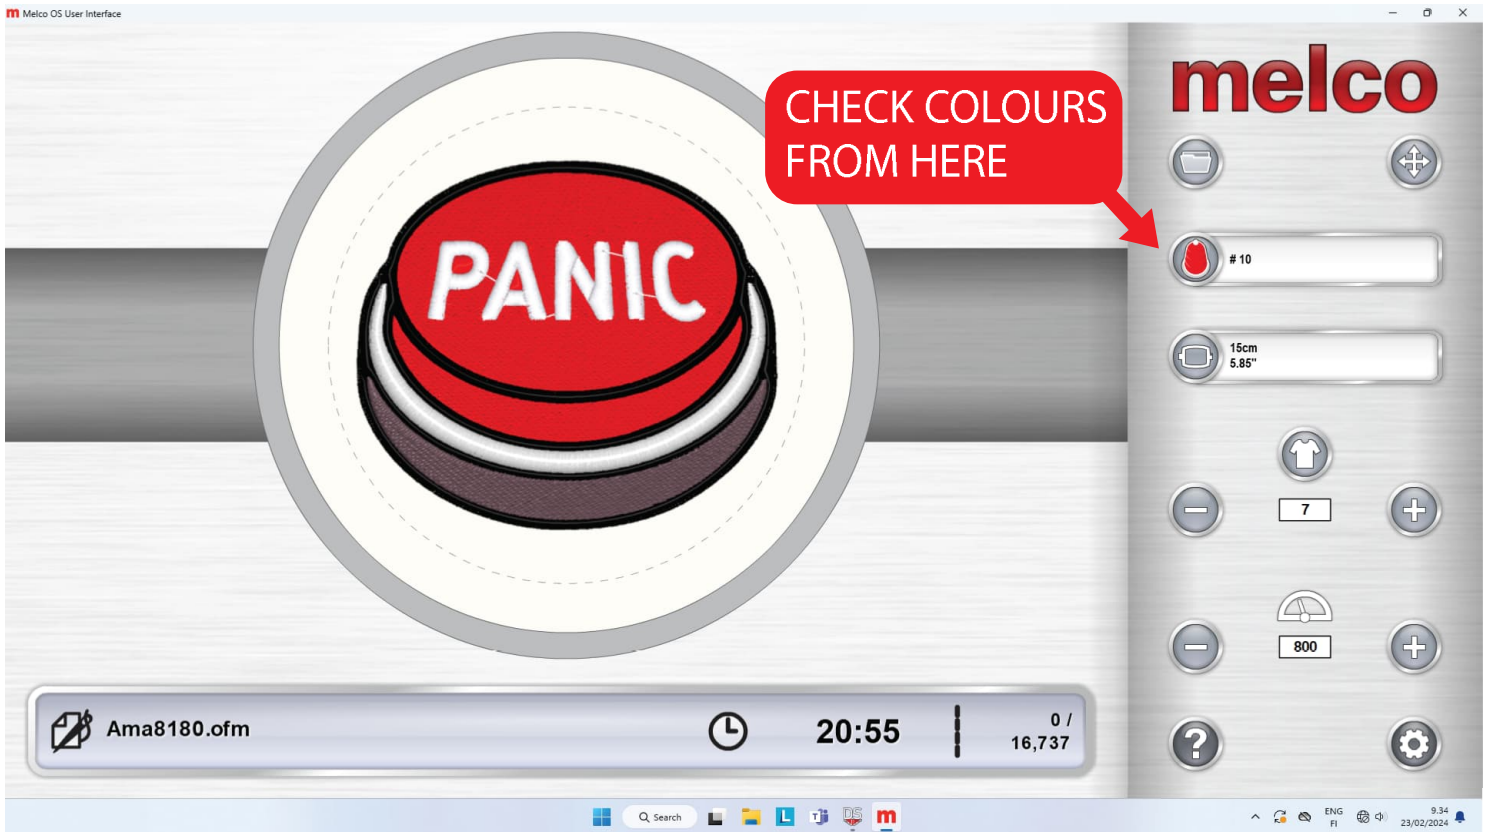 Melco OS User Interface
CHECK COLOURS
FROM HERE
melco
PANIC
# 10
15cm
5.85"
7
800
Ama8180.ofm
20:55
0 /
16,737
?
Search
L
T
DS
m
ENG
FI
9.34
23/02/2024